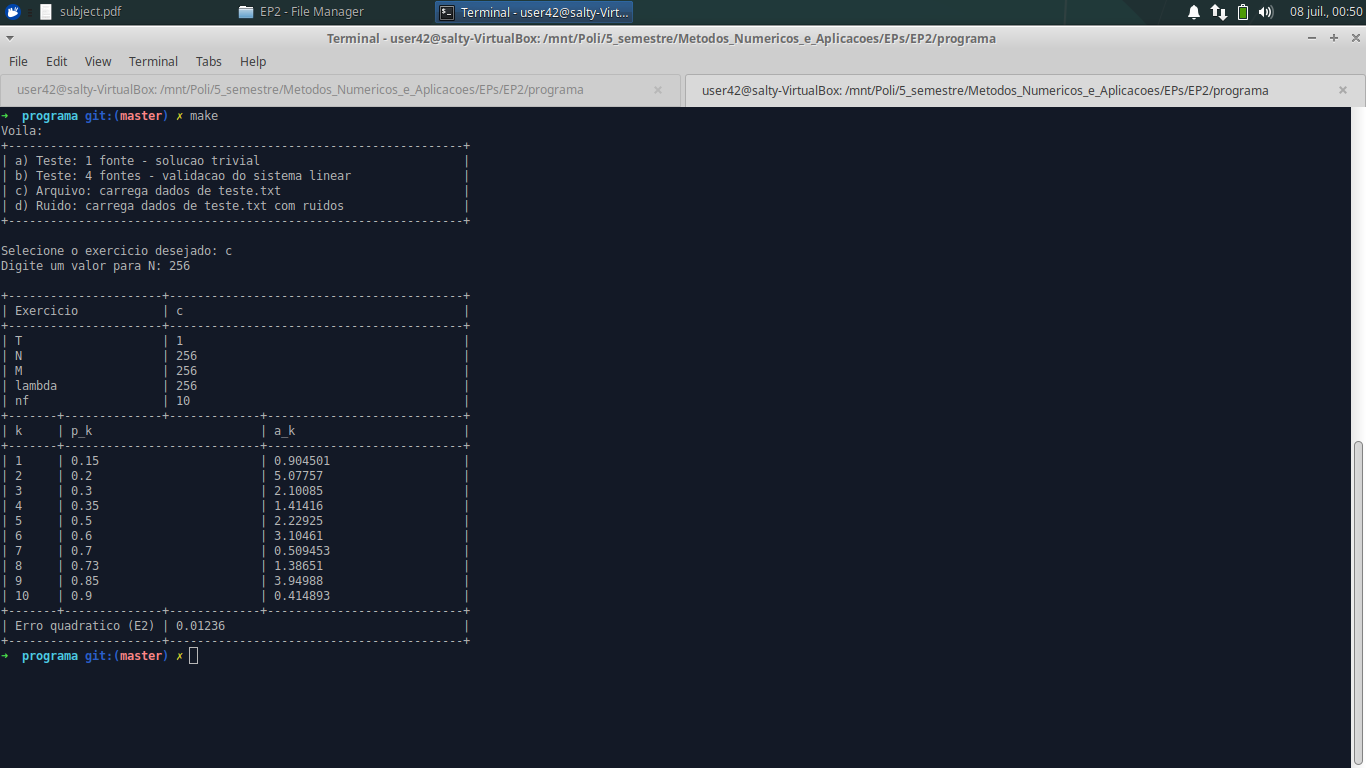 subject.pdf EP2 - File Manager Terminal - user42@salty-Virt... 08 juil., 00:50
Terminal - user42@salty-VirtualBox: /mnt/Poli/5_semestre/Metodos_Numericos_e_Aplicacoes/EPs/EP2/programa
File Edit View Terminal Tabs Help
user42@salty-VirtualBox: /mnt/Poli/5_semestre/Metodos_Numericos_e_Aplicacoes/EPs/EP2/programa × user42@salty-VirtualBox: /mnt/Poli/5_semestre/Metodos_Numericos_e_Aplicacoes/EPs/EP2/programa ×
➜ programa git:(master) ✗ make
Voila:
+-----------------------------------------------------------------+
| a) Teste: 1 fonte - solucao trivial |
| b) Teste: 4 fontes - validacao do sistema linear |
| c) Arquivo: carrega dados de teste.txt |
| d) Ruido: carrega dados de teste.txt com ruidos |
+-----------------------------------------------------------------+
Selecione o exercicio desejado: c
Digite um valor para N: 256
+----------------------+------------------------------------------+
| Exercicio | c |
+----------------------+------------------------------------------+
| T | 1 |
| N | 256 |
| M | 256 |
| lambda | 256 |
| nf | 10 |
+-------+--------------+-------------+----------------------------+
| k | p_k | a_k |
+-------+----------------------------+----------------------------+
| 1 | 0.15 | 0.904501 |
| 2 | 0.2 | 5.07757 |
| 3 | 0.3 | 2.10085 |
| 4 | 0.35 | 1.41416 |
| 5 | 0.5 | 2.22925 |
| 6 | 0.6 | 3.10461 |
| 7 | 0.7 | 0.509453 |
| 8 | 0.73 | 1.38651 |
| 9 | 0.85 | 3.94988 |
| 10 | 0.9 | 0.414893 |
+-------+--------------+-------------+----------------------------+
| Erro quadratico (E2) | 0.01236 |
+----------------------+------------------------------------------+
➜ programa git:(master) ✗